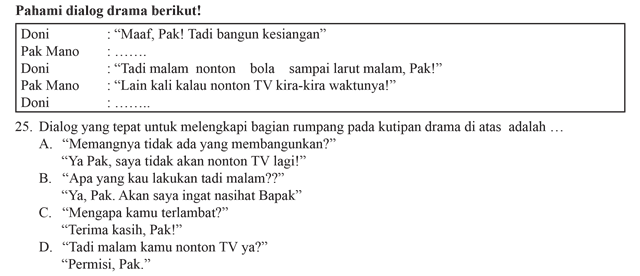 Pahami dialog drama berikut!
Doni : “Maaf, Pak! Tadi bangun kesiangan”
Pak Mano : …….
Doni : “Tadi malam nonton bola sampai larut malam, Pak!”
Pak Mano : “Lain kali kalau nonton TV kira-kira waktunya!”
Doni : ……..
25. Dialog yang tepat untuk melengkapi bagian rumpang pada kutipan drama di atas adalah …
A. “Memangnya tidak ada yang membangunkan?”
“Ya Pak, saya tidak akan nonton TV lagi!”
B. “Apa yang kau lakukan tadi malam??”
“Ya, Pak. Akan saya ingat nasihat Bapak”
C. “Mengapa kamu terlambat?”
“Terima kasih, Pak!”
D. “Tadi malam kamu nonton TV ya?”
“Permisi, Pak.”